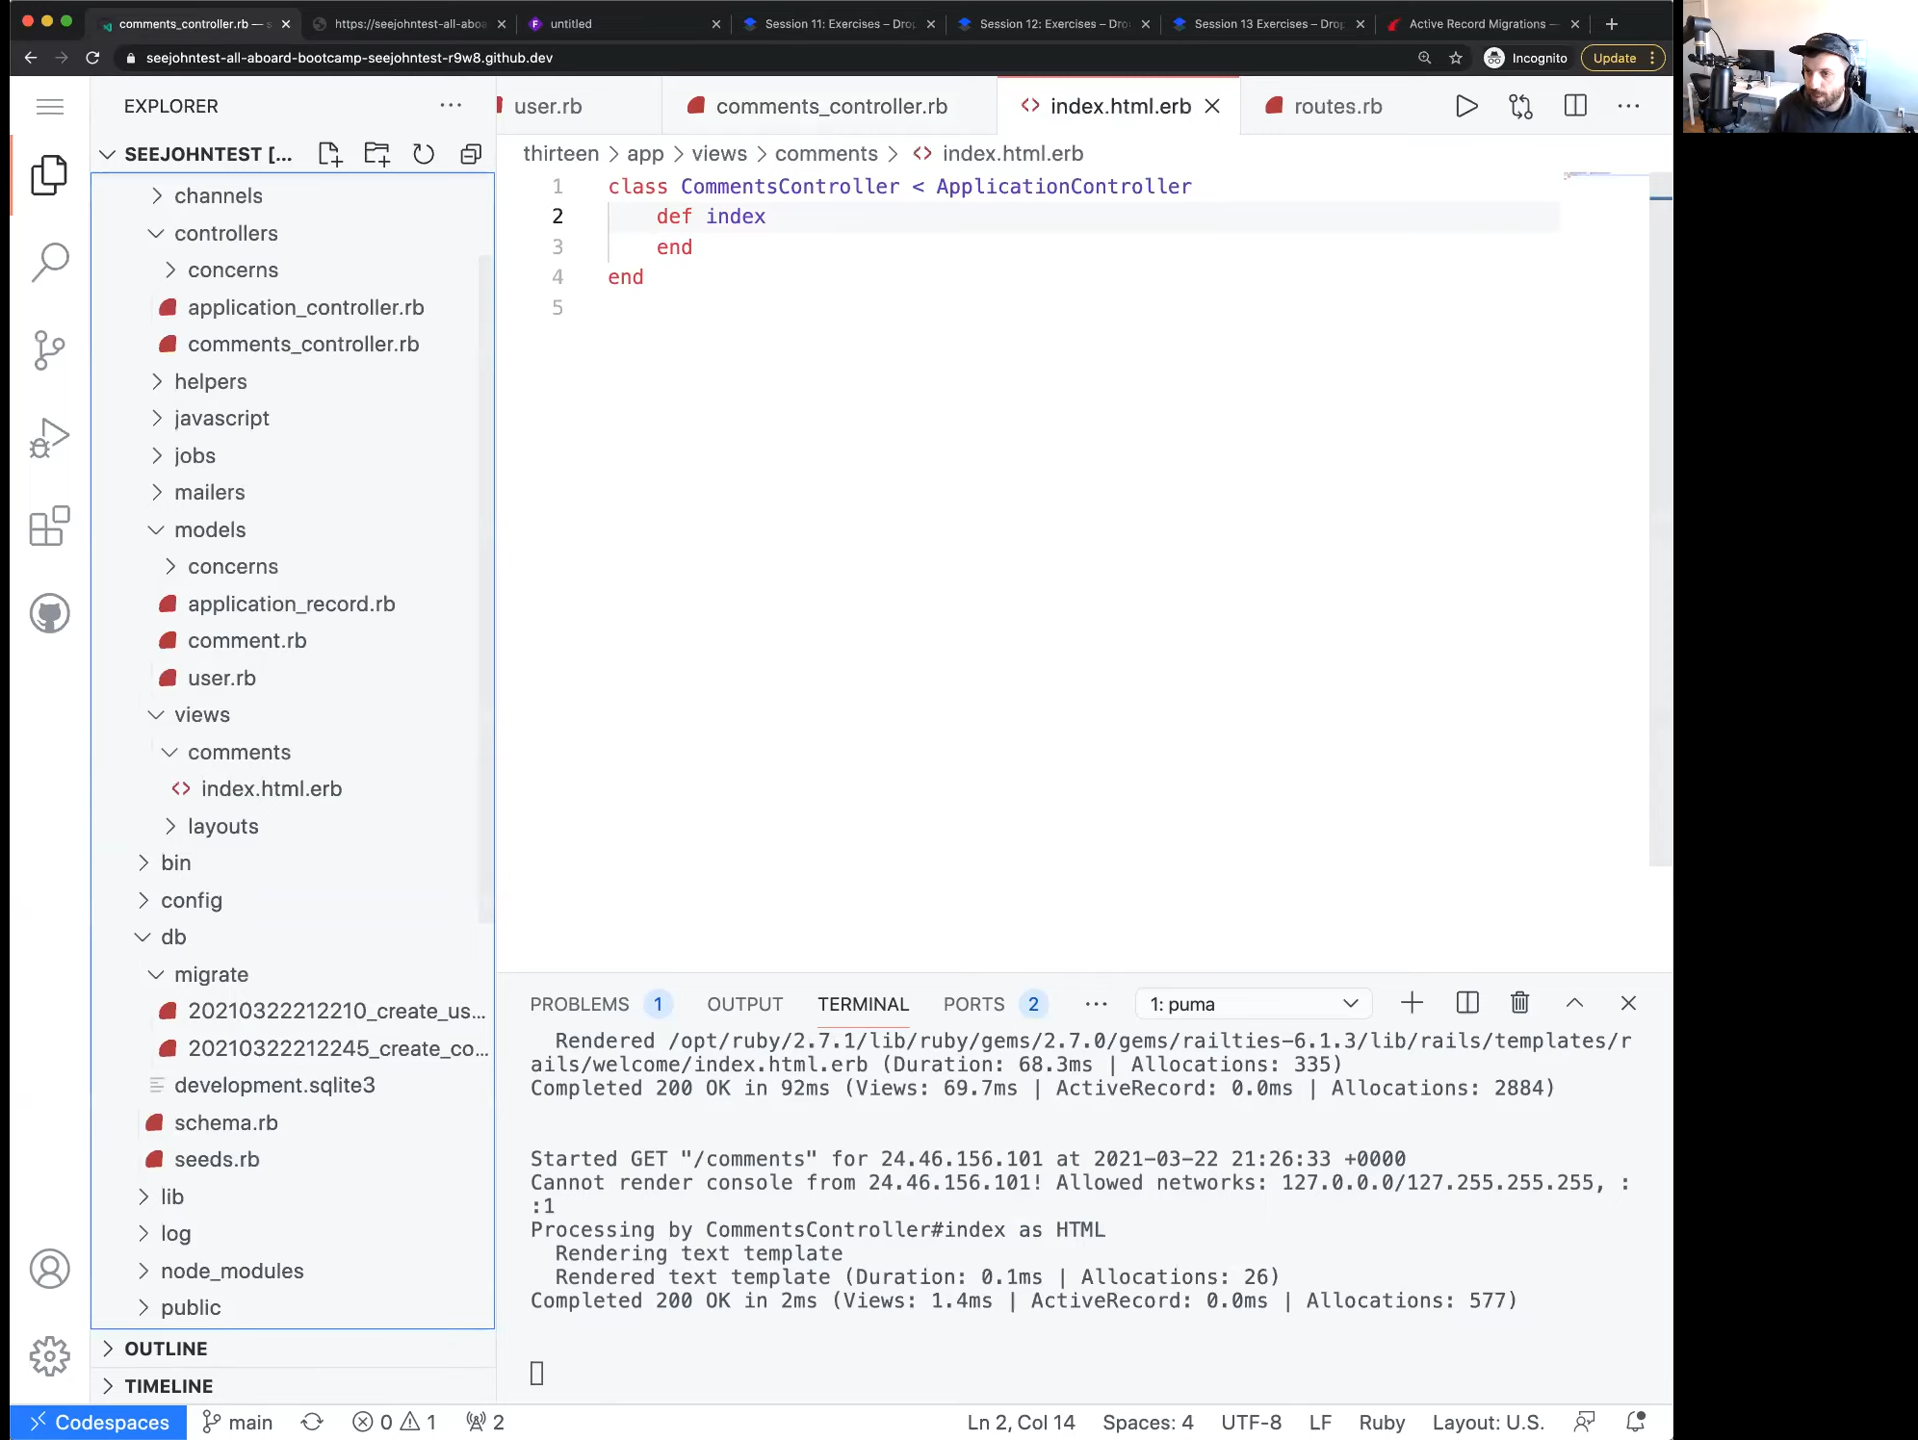 comments_controller.rb — s
https://seejohntest-all-aboa
untitled
Session 11: Exercises – Drop
Session 12: Exercises – Dro
Session 13 Exercises – Drop
Active Record Migrations —
seejohntest-all-aboard-bootcamp-seejohntest-r9w8.github.dev
Incognito
Update
EXPLORER
user.rb
comments_controller.rb
index.html.erb
routes.rb
SEEJOHNTEST [...
thirteen > app > views > comments > index.html.erb
channels
controllers
concerns
application_controller.rb
comments_controller.rb
helpers
javascript
jobs
mailers
models
concerns
application_record.rb
comment.rb
user.rb
views
comments
index.html.erb
layouts
bin
config
db
migrate
20210322212210_create_us...
20210322212245_create_co...
development.sqlite3
schema.rb
seeds.rb
lib
log
node_modules
public
OUTLINE
TIMELINE
1 class CommentsController < ApplicationController
2 def index
3 end
4 end
5
PROBLEMS 1 OUTPUT TERMINAL PORTS 2 ... 1: puma
Rendered /opt/ruby/2.7.1/lib/ruby/gems/2.7.0/gems/railties-6.1.3/lib/rails/templates/r
ails/welcome/index.html.erb (Duration: 68.3ms | Allocations: 335)
Completed 200 OK in 92ms (Views: 69.7ms | ActiveRecord: 0.0ms | Allocations: 2884)
Started GET "/comments" for 24.46.156.101 at 2021-03-22 21:26:33 +0000
Cannot render console from 24.46.156.101! Allowed networks: 127.0.0.0/127.255.255.255, :
:1
Processing by CommentsController#index as HTML
Rendering text template
Rendered text template (Duration: 0.1ms | Allocations: 26)
Completed 200 OK in 2ms (Views: 1.4ms | ActiveRecord: 0.0ms | Allocations: 577)
Codespaces main 0 1 2 Ln 2, Col 14 Spaces: 4 UTF-8 LF Ruby Layout: U.S.